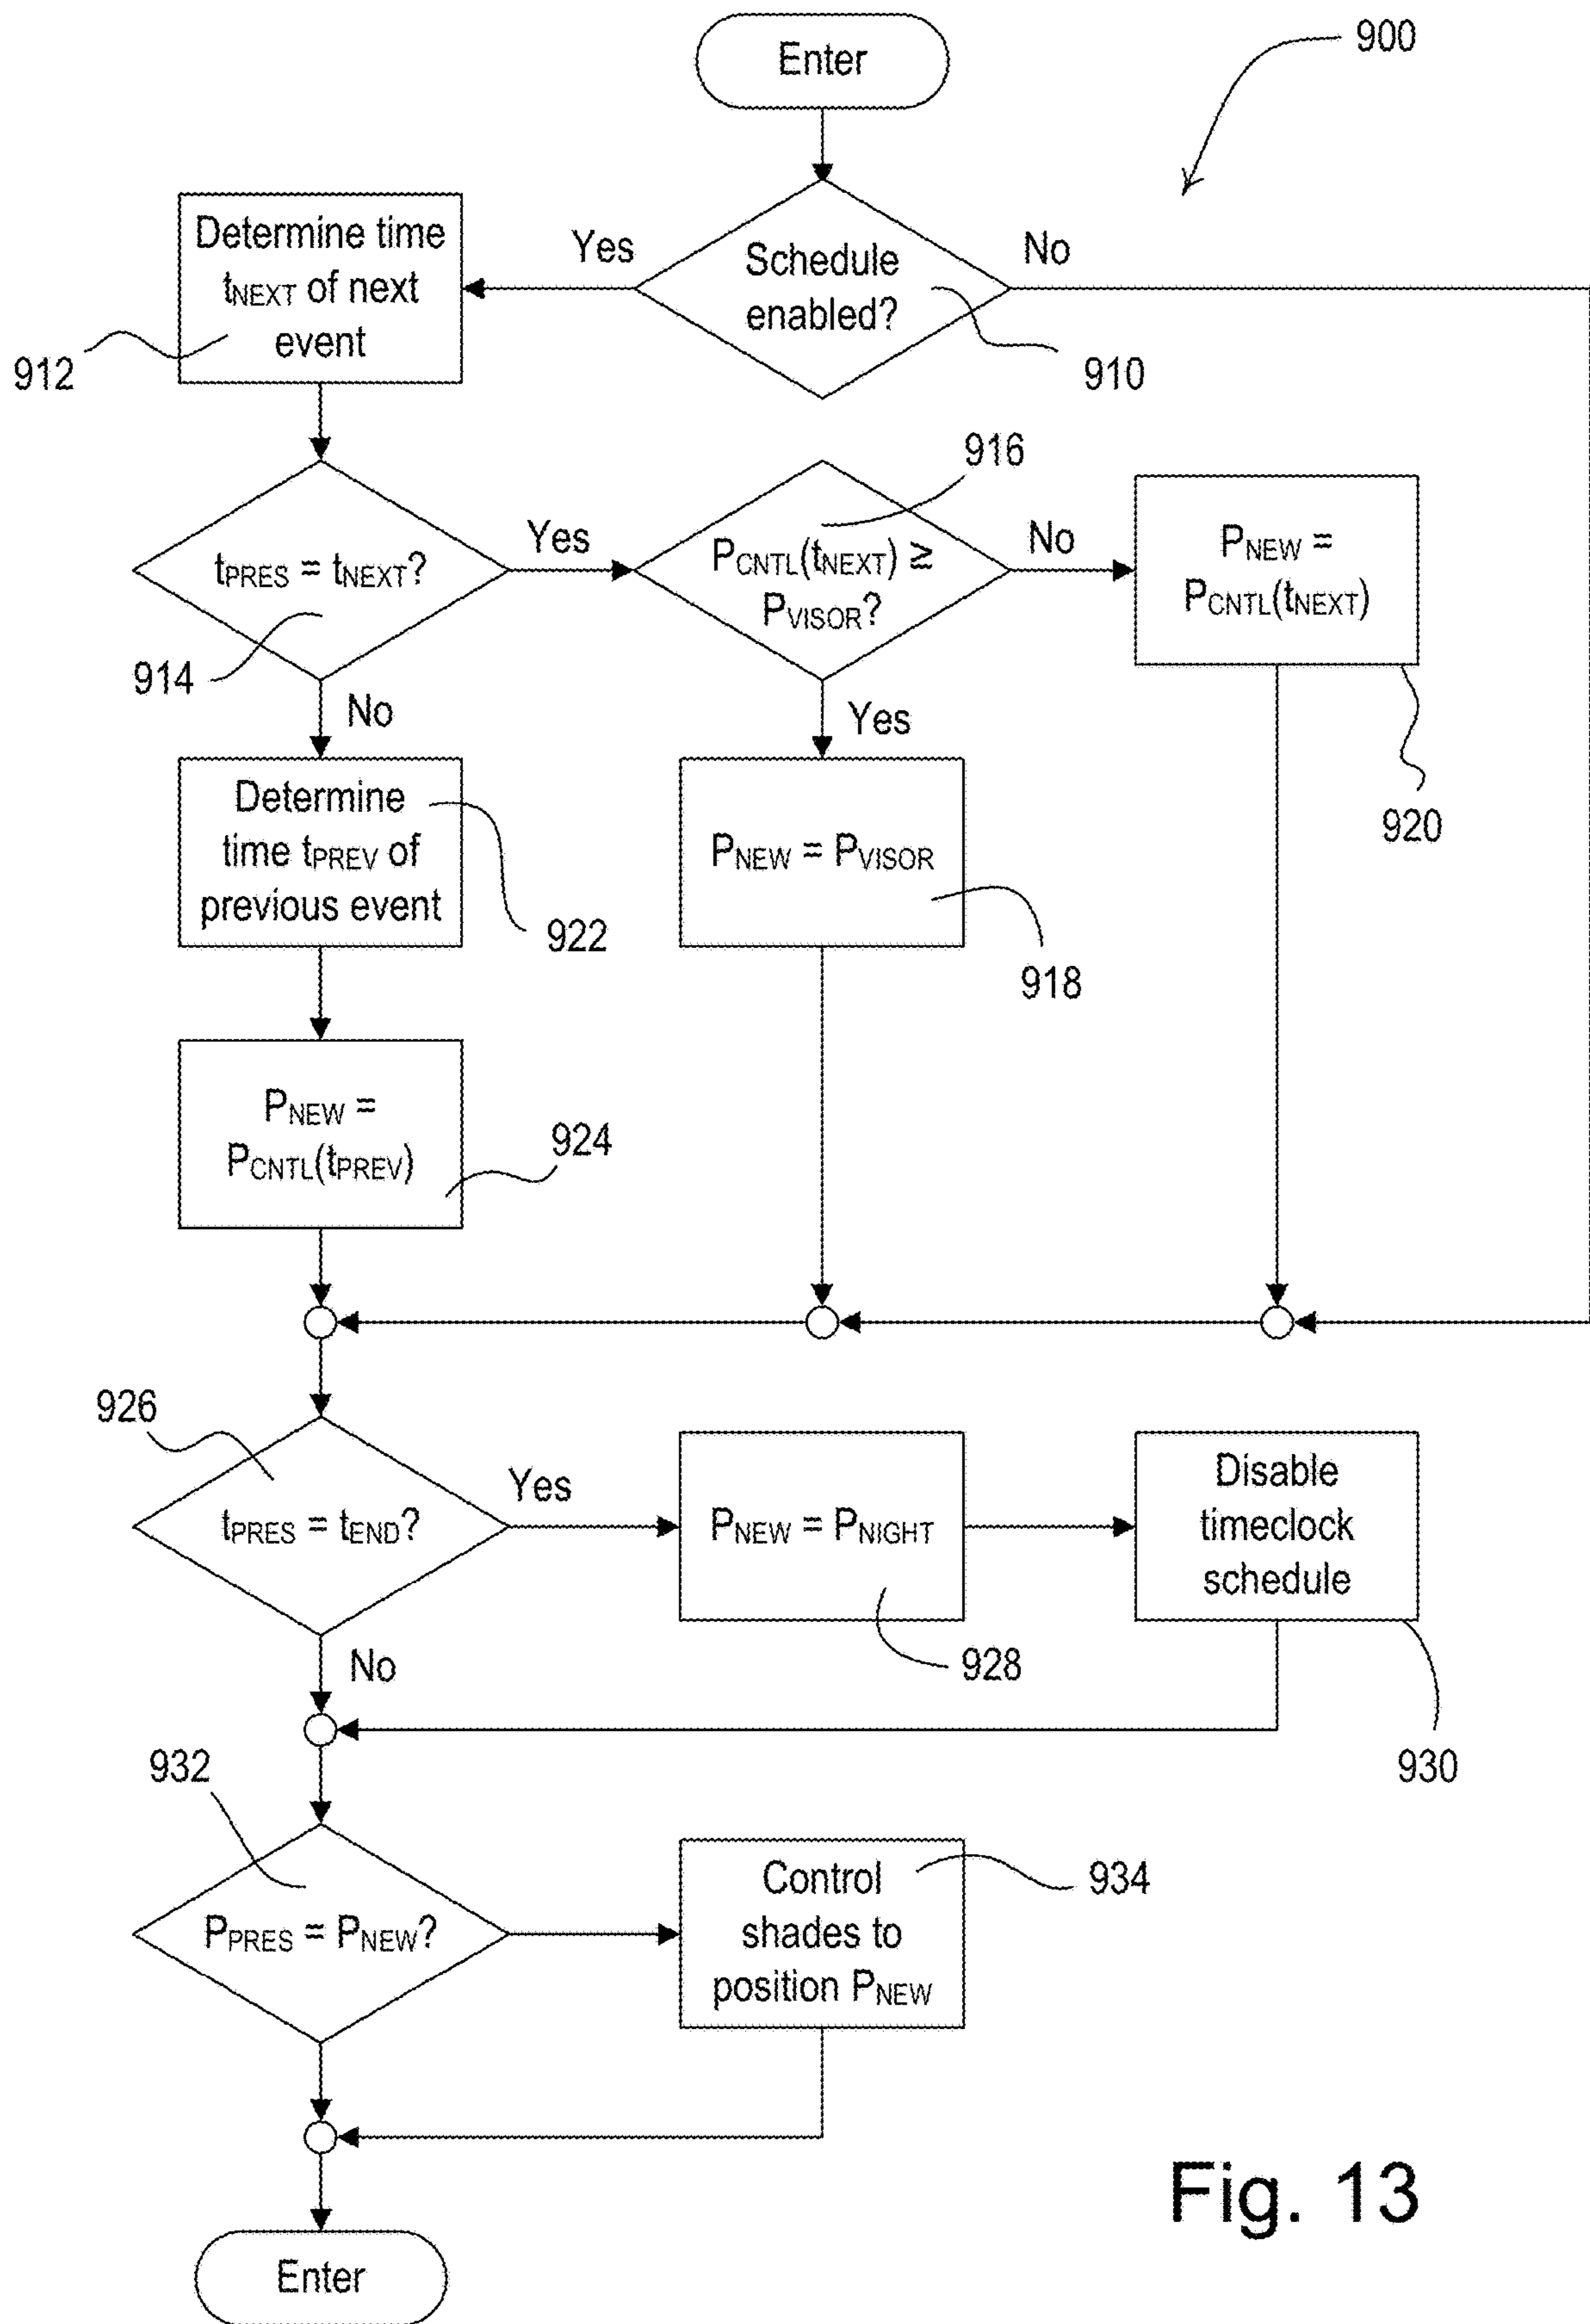 Enter
900
Schedule
enabled?
Yes
No
910
Determine time
tNEXT of next
event
912
tPRES = tNEXT?
Yes
No
914
916
PCNTL(tNEXT) ≥
PVISOR?
No
Yes
PNEW =
PCNTL(tNEXT)
920
Determine
time tPREV of
previous event
922
PNEW = PVISOR
918
PNEW =
PCNTL(tPREV)
924
926
tPRES = tEND?
Yes
No
PNEW = PNIGHT
928
Disable
timeclock
schedule
930
932
PPRES = PNEW?
Control
shades to
position PNEW
934
Enter
Fig. 13